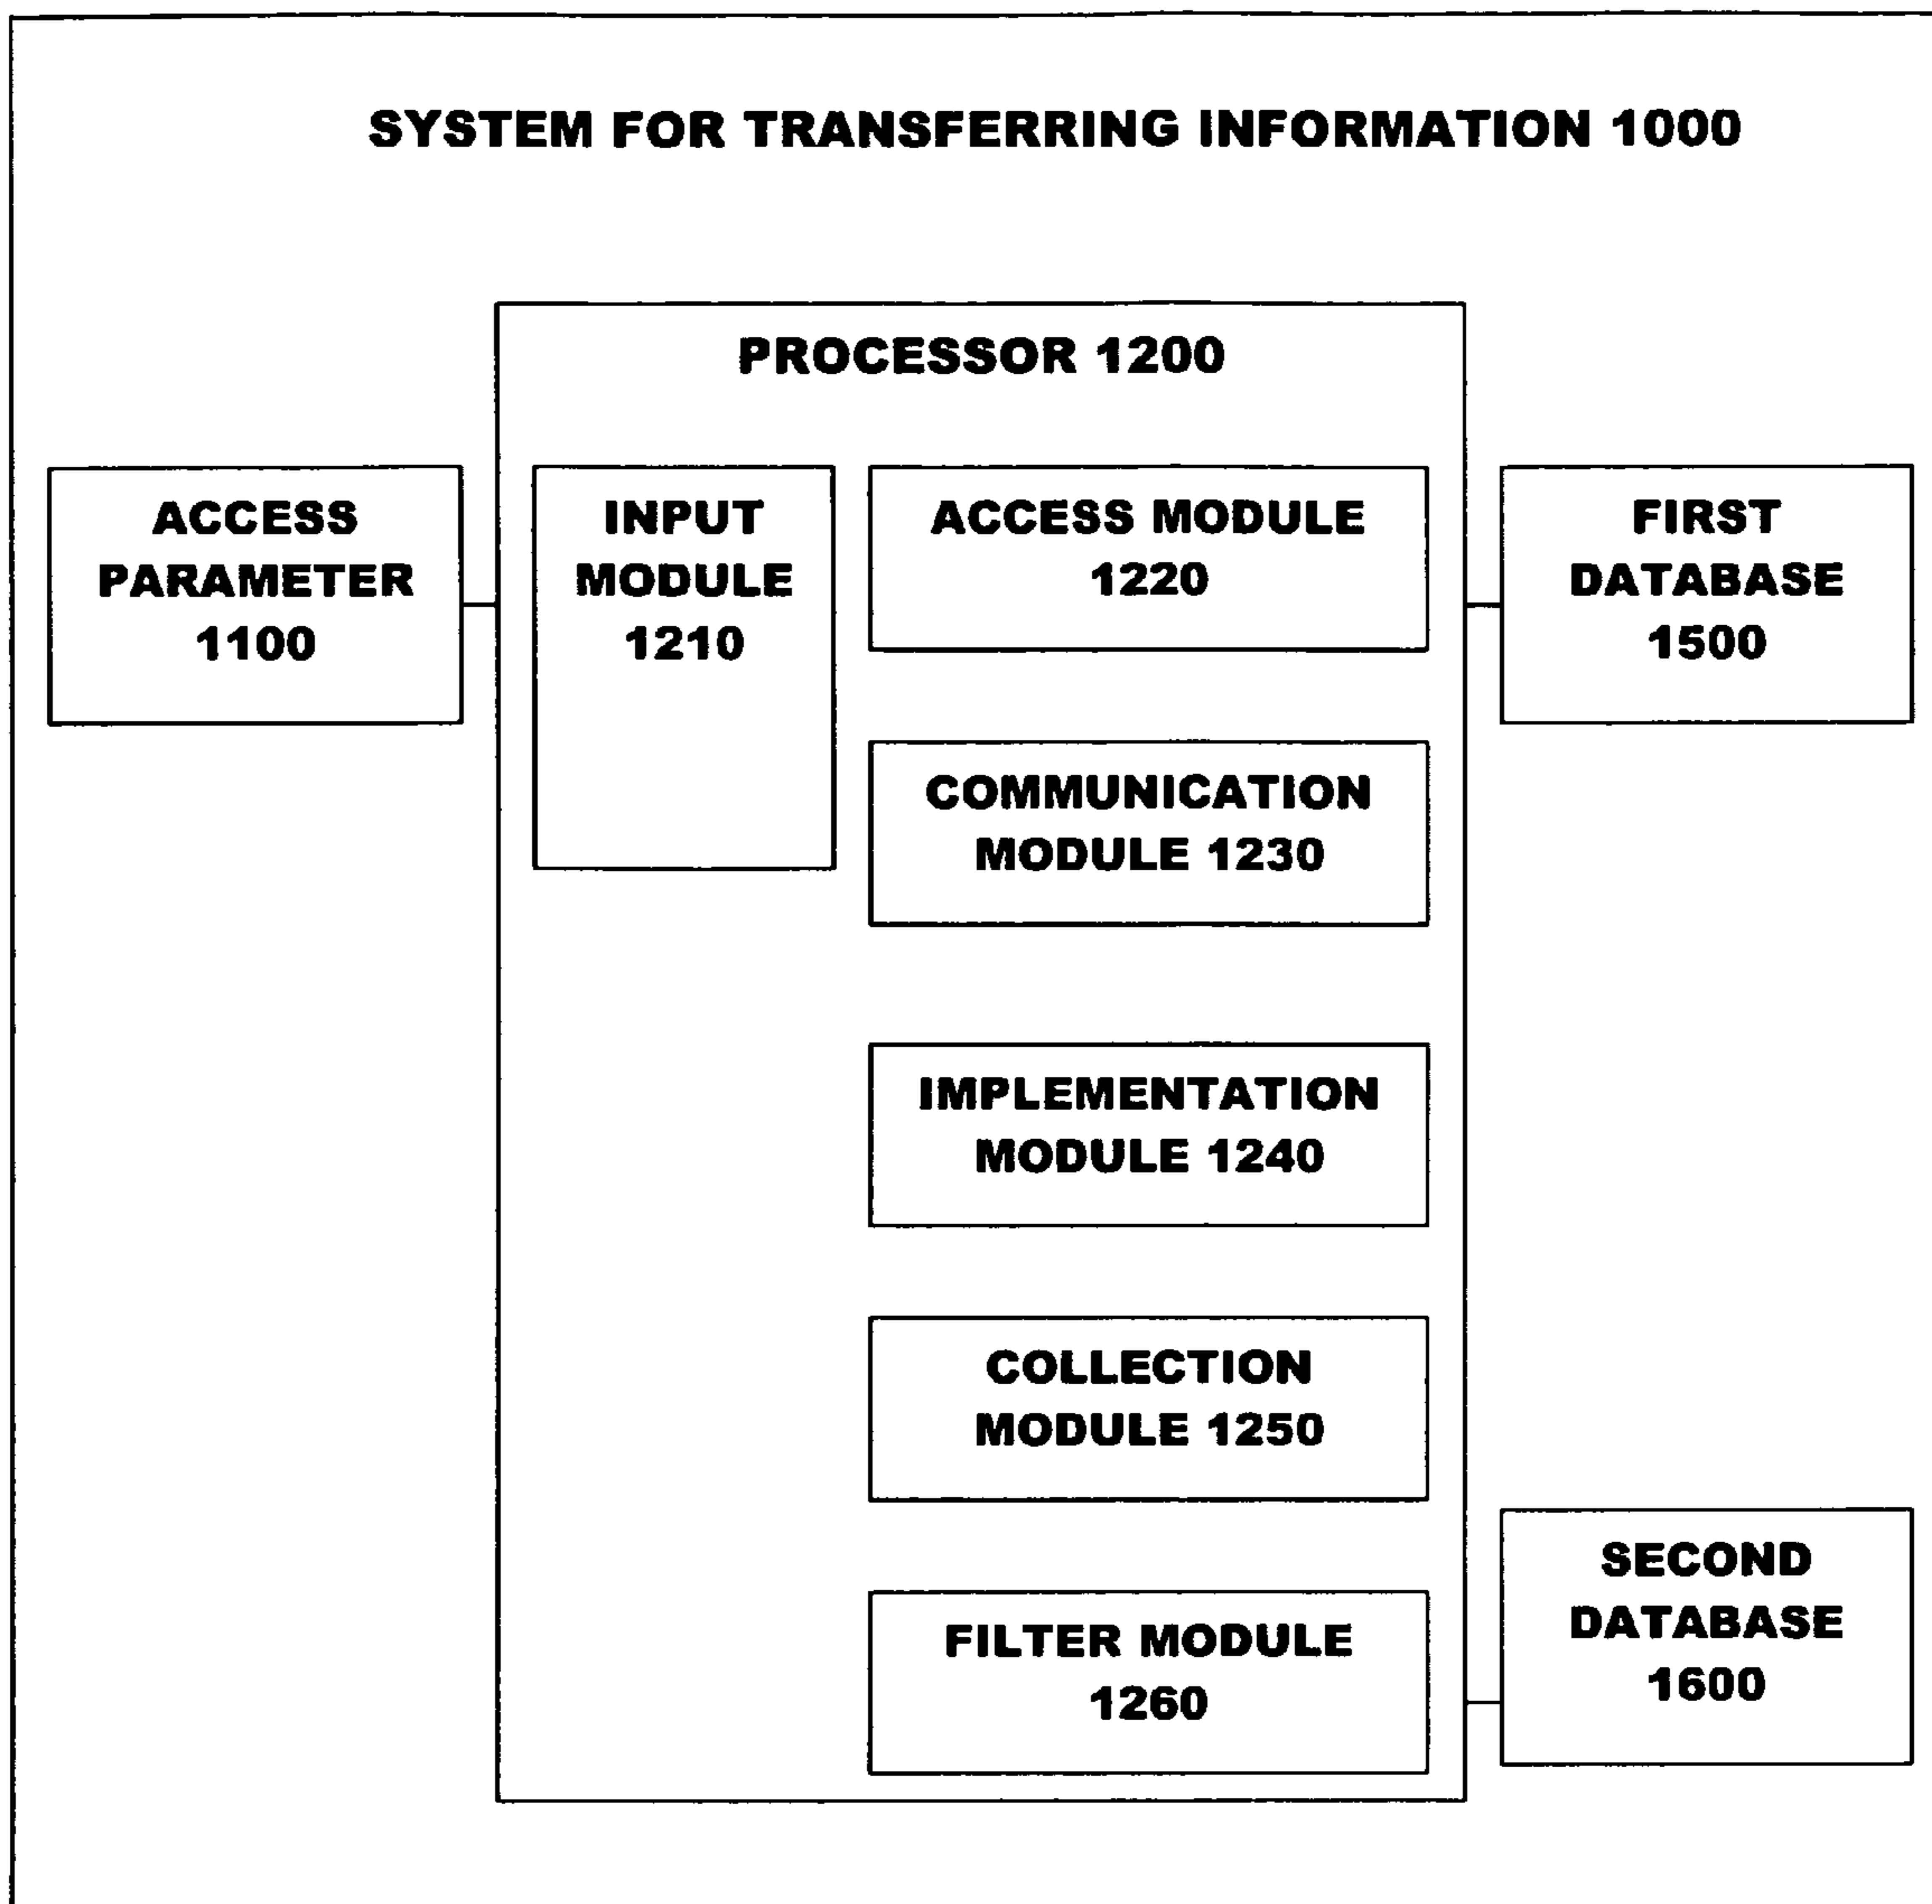 SYSTEM FOR TRANSFERRING INFORMATION 1000
PROCESSOR 1200
ACCESS
PARAMETER
1100
INPUT
MODULE
1210
ACCESS MODULE
1220
FIRST
DATABASE
1500
COMMUNICATION
MODULE 1230
IMPLEMENTATION
MODULE 1240
COLLECTION
MODULE 1250
SECOND
DATABASE
1600
FILTER MODULE
1260